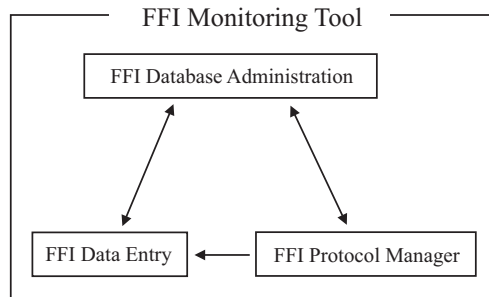 FFI Monitoring Tool
FFI Database Administration
FFI Data Entry
FFI Protocol Manager